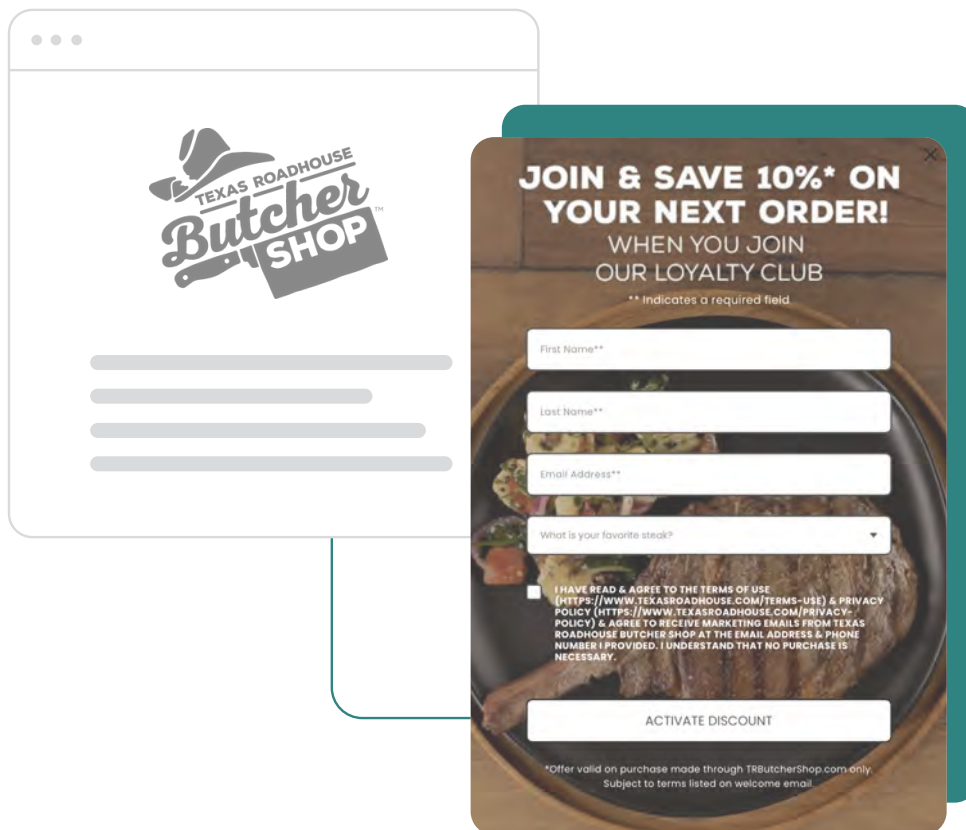 TEXAS ROADHOUSE
Butcher
SHOP™
JOIN & SAVE 10%* ON
YOUR NEXT ORDER!
WHEN YOU JOIN
OUR LOYALTY CLUB
** Indicates a required field
First Name**
Last Name**
Email Address**
What is your favorite steak?
I HAVE READ & AGREE TO THE TERMS OF USE
(HTTPS://WWW.TEXASROADHOUSE.COM/TERMS-USE) & PRIVACY
POLICY (HTTPS://WWW.TEXASROADHOUSE.COM/PRIVACY-
POLICY) & AGREE TO RECEIVE MARKETING EMAILS FROM TEXAS
ROADHOUSE BUTCHER SHOP AT THE EMAIL ADDRESS & PHONE
NUMBER I PROVIDED. I UNDERSTAND THAT NO PURCHASE IS
NECESSARY.
ACTIVATE DISCOUNT
*Offer valid on purchase made through TRButcherShop.com only.
Subject to terms listed on welcome email